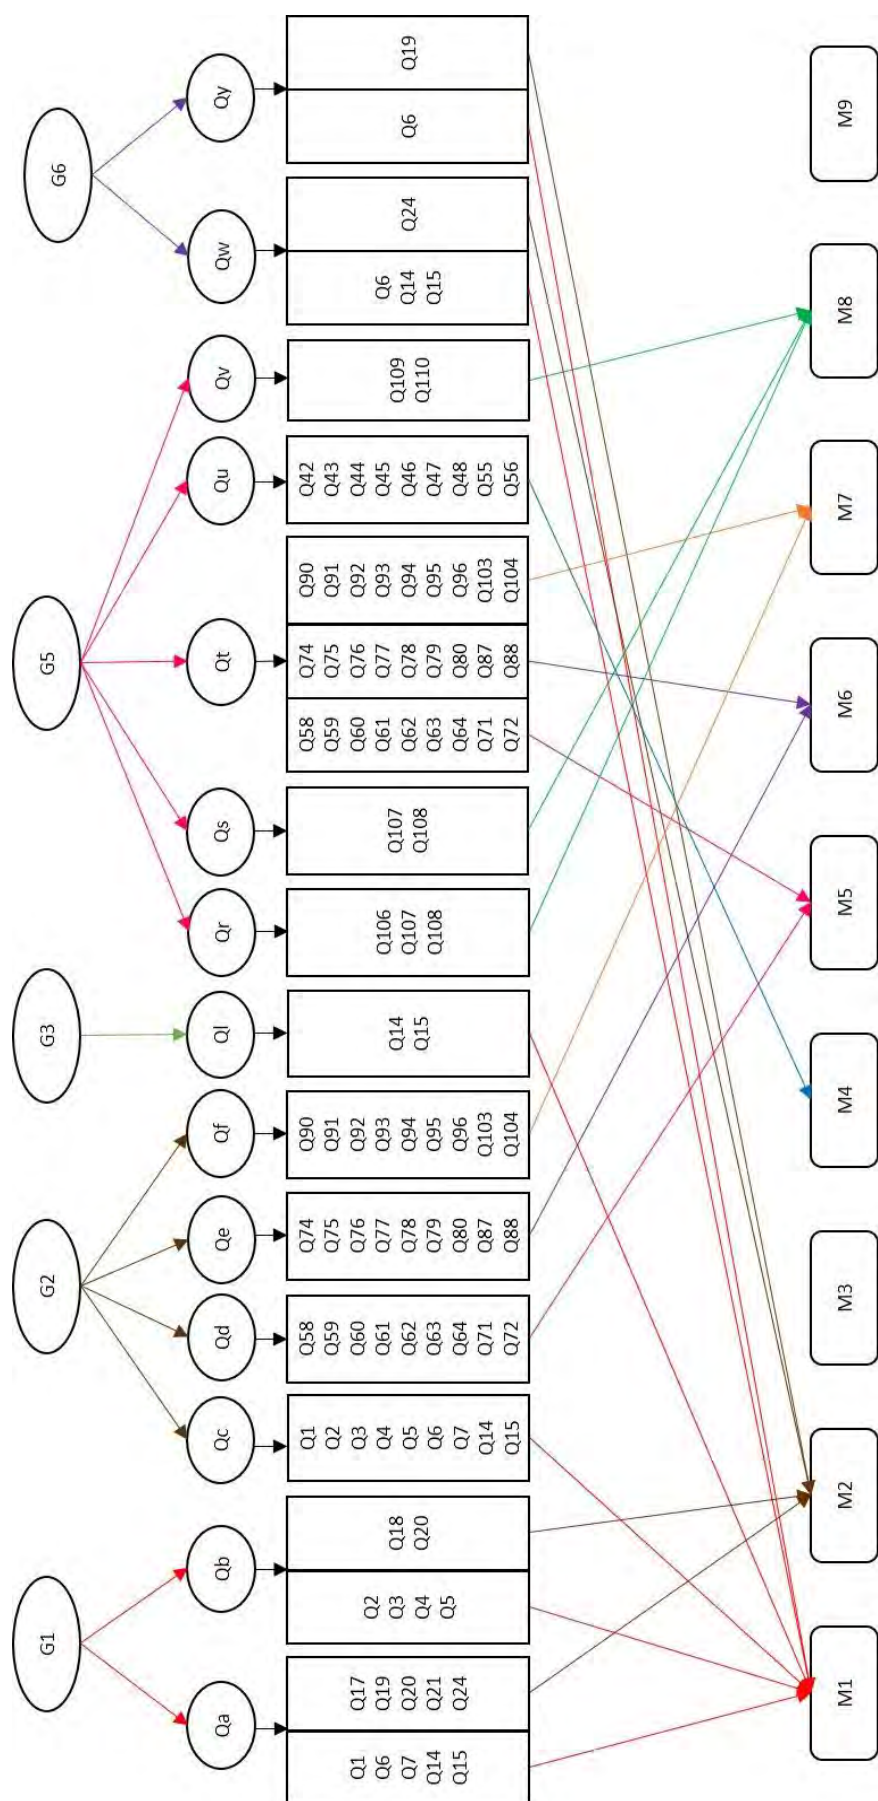 G1
G2
G3
G5
G6
Qa
Qb
Qc
Qd
Qe
Qf
Ql
Qr
Qs
Qt
Qu
Qv
Qw
Qy
Q1
Q6
Q7
Q14
Q15
Q17
Q19
Q20
Q21
Q24
Q2
Q3
Q4
Q5
Q18
Q20
Q1
Q2
Q3
Q4
Q5
Q6
Q7
Q14
Q15
Q58
Q59
Q60
Q61
Q62
Q63
Q64
Q71
Q72
Q74
Q75
Q76
Q77
Q78
Q79
Q80
Q87
Q88
Q90
Q91
Q92
Q93
Q94
Q95
Q96
Q103
Q104
Q14
Q15
Q106
Q107
Q108
Q107
Q108
Q58
Q59
Q60
Q61
Q62
Q63
Q64
Q71
Q72
Q74
Q75
Q76
Q77
Q78
Q79
Q80
Q87
Q88
Q90
Q91
Q92
Q93
Q94
Q95
Q96
Q103
Q104
Q42
Q43
Q44
Q45
Q46
Q47
Q48
Q55
Q56
Q109
Q110
Q6
Q14
Q15
Q24
Q6
Q19
M1
M2
M3
M4
M5
M6
M7
M8
M9